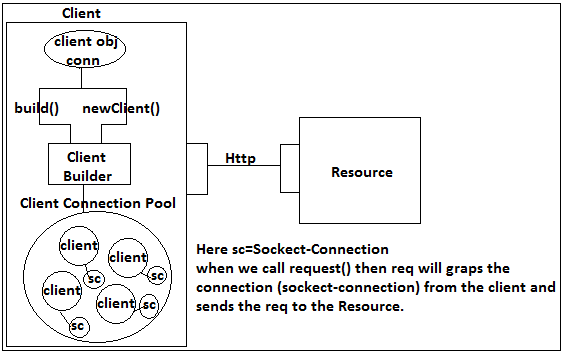 Client
client obj
conn
build()
newClient()
Client
Builder
Http
Resource
Client Connection Pool
client
sc
client
sc
client
sc
client
sc
Here sc=Sockect-Connection
when we call request() then req will graps the
connection (sockect-connection) from the client and
sends the req to the Resource.